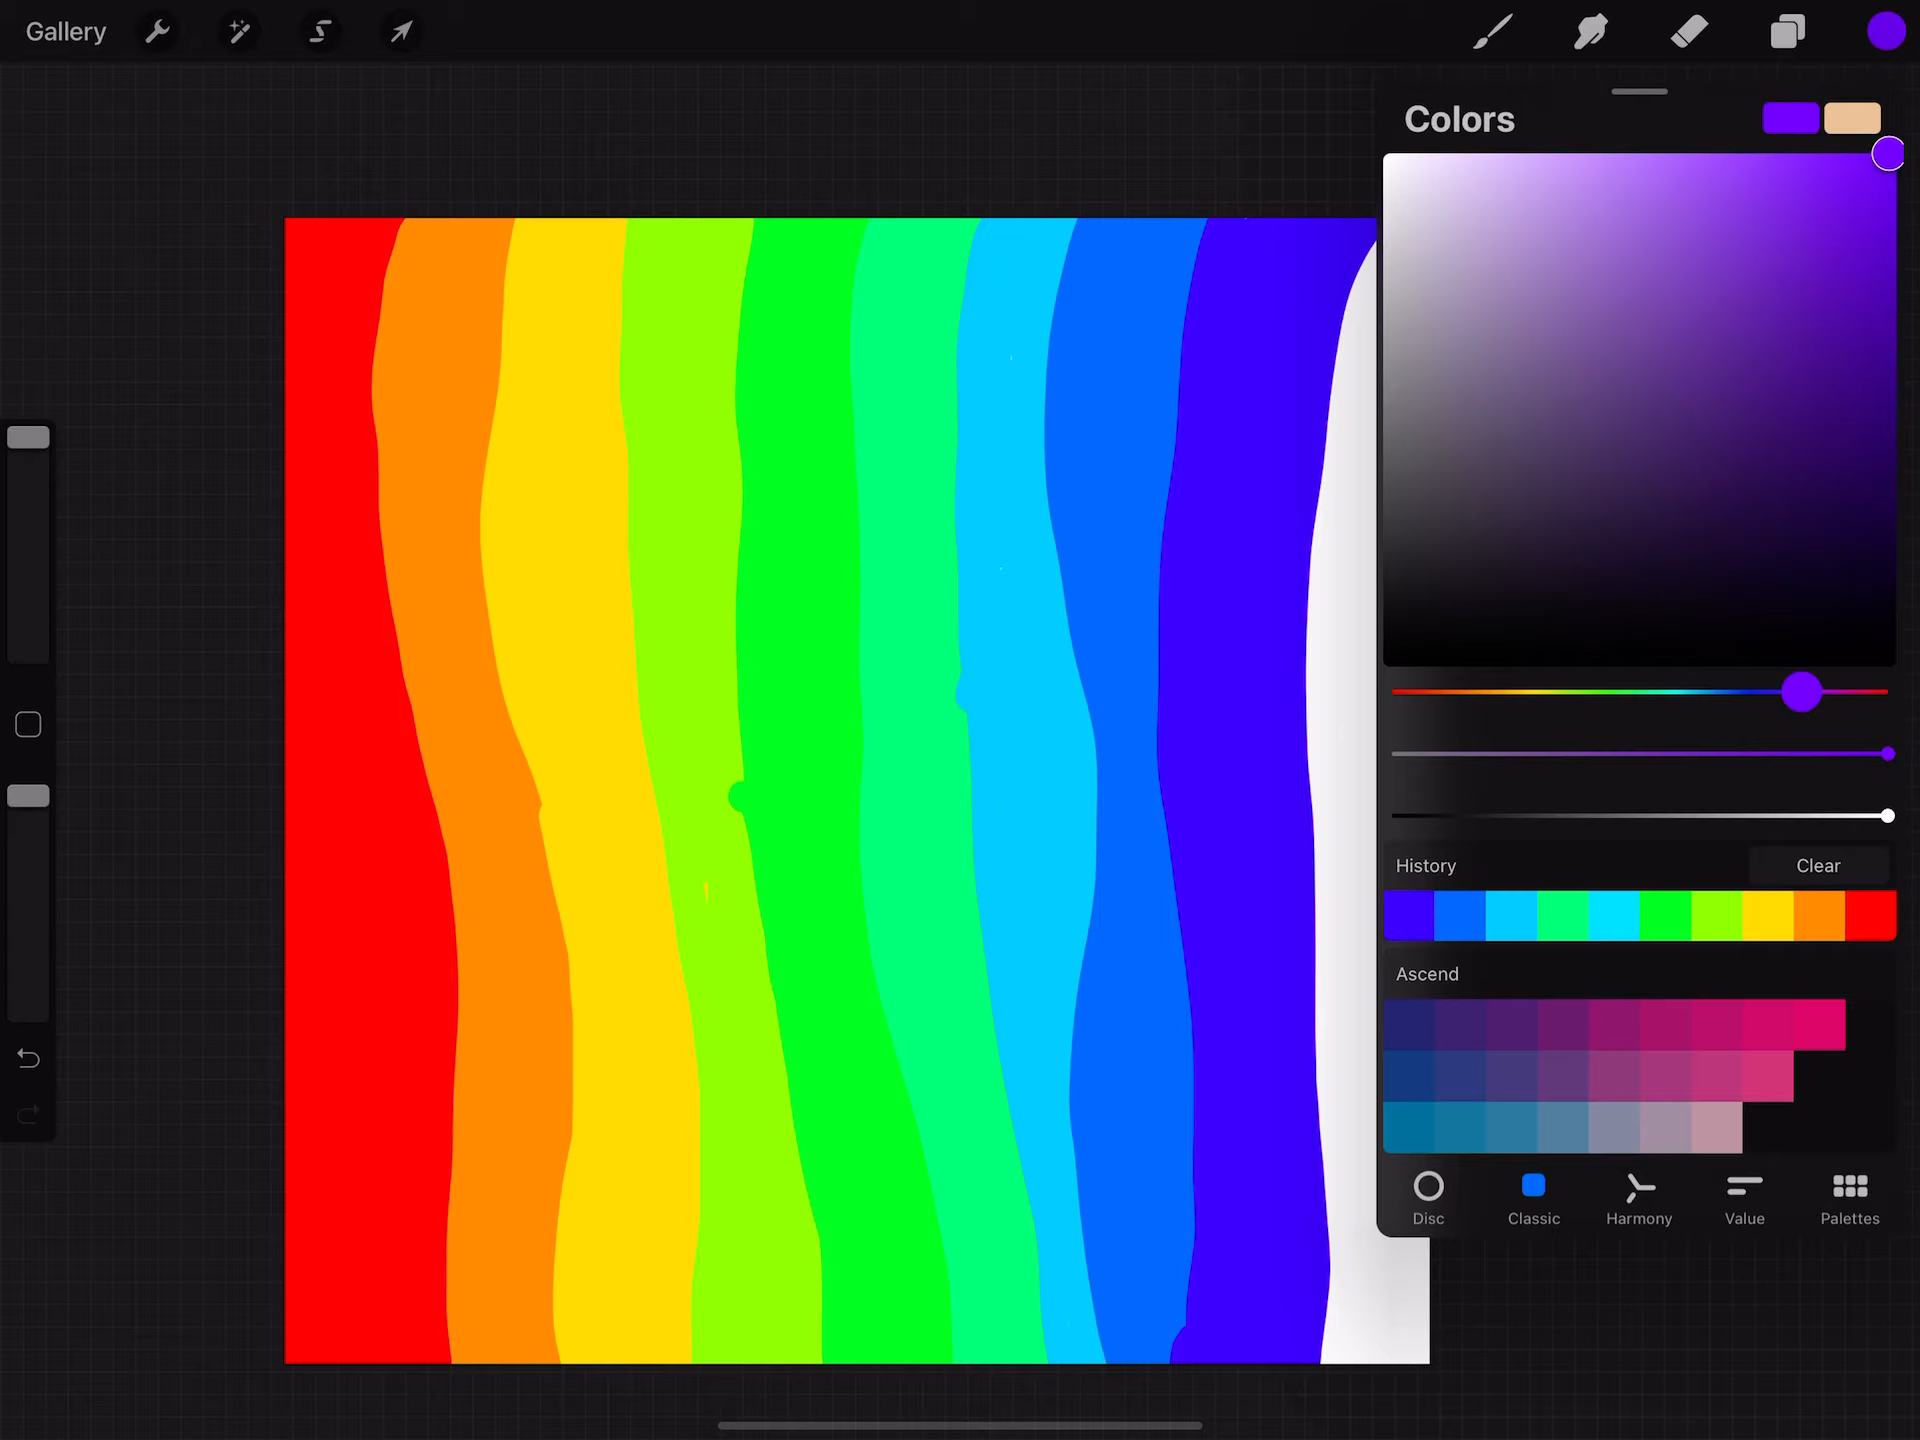 Gallery
Colors
History
Clear
Ascend
Disc
Classic
Harmony
Value
Palettes